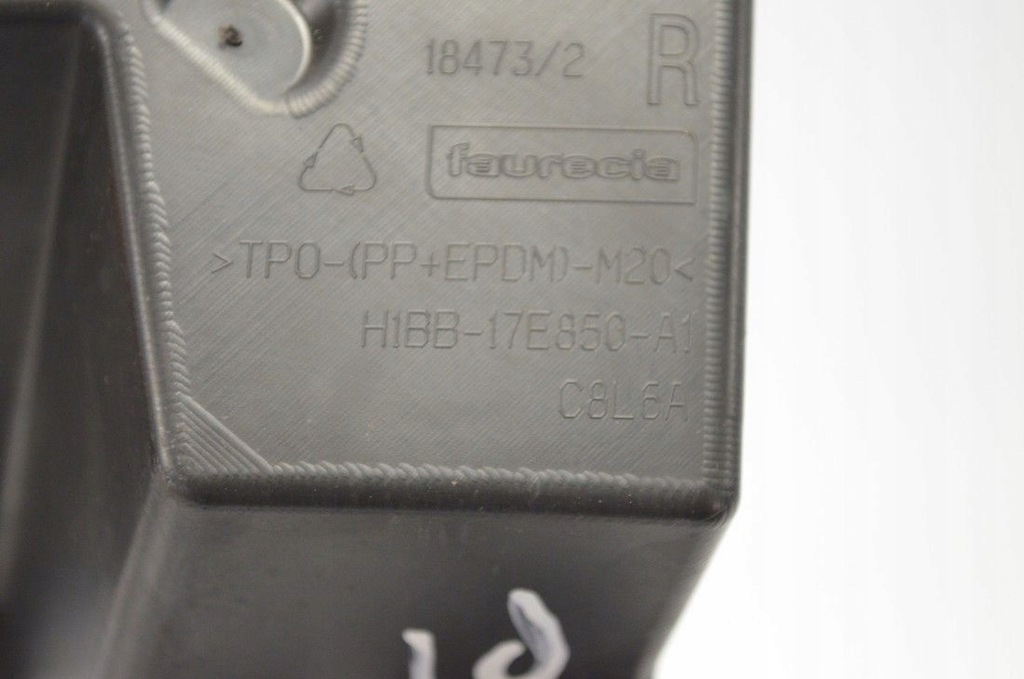 18473/2 R
faurecia
>TPO-(PP+EPDM)-M20<
H1BB-17E850-A1
C8L6A